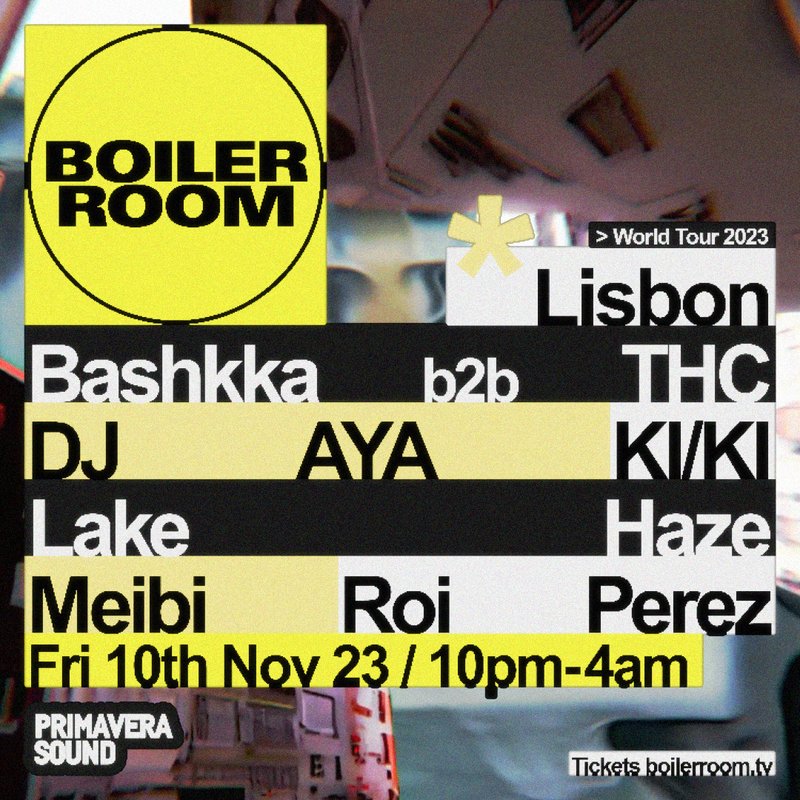 BOILER
ROOM
> World Tour 2023
Lisbon
Bashkka b2b THC
DJ AYA KI/KI
Lake Haze
Meibi Roi Perez
Fri 10th Nov 23 / 10pm-4am
PRIMAVERA
SOUND
Tickets boilerroom.tv